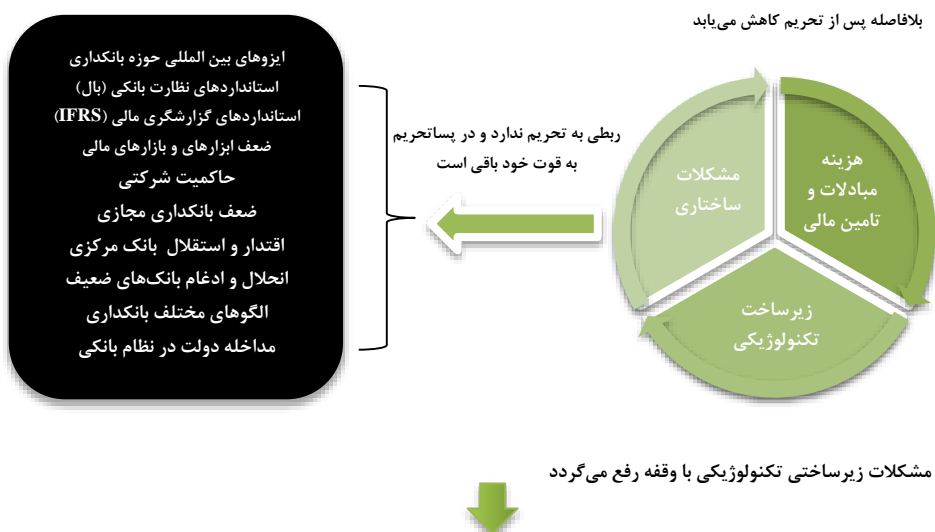 بلافاصله پس از تحریم کاهش می‌یابد
هزینه
مبادلات و
تامین مالی
مشکلات
ساختاری
زیرساخت
تکنولوژیکی
ربطی به تحریم ندارد و در پساتحریم
به قوت خود باقی است
ایزوهای بین المللی حوزه بانکداری
استانداردهای نظارت بانکی (بال)
استانداردهای گزارشگری مالی (IFRS)
ضعف ابزارهای و بازارهای مالی
حاکمیت شرکتی
ضعف بانکداری مجازی
اقتدار و استقلال بانک مرکزی
انحلال و ادغام بانک‌های ضعیف
الگوهای مختلف بانکداری
مداخله دولت در نظام بانکی
مشکلات زیرساختی تکنولوژیکی با وقفه رفع می‌گردد